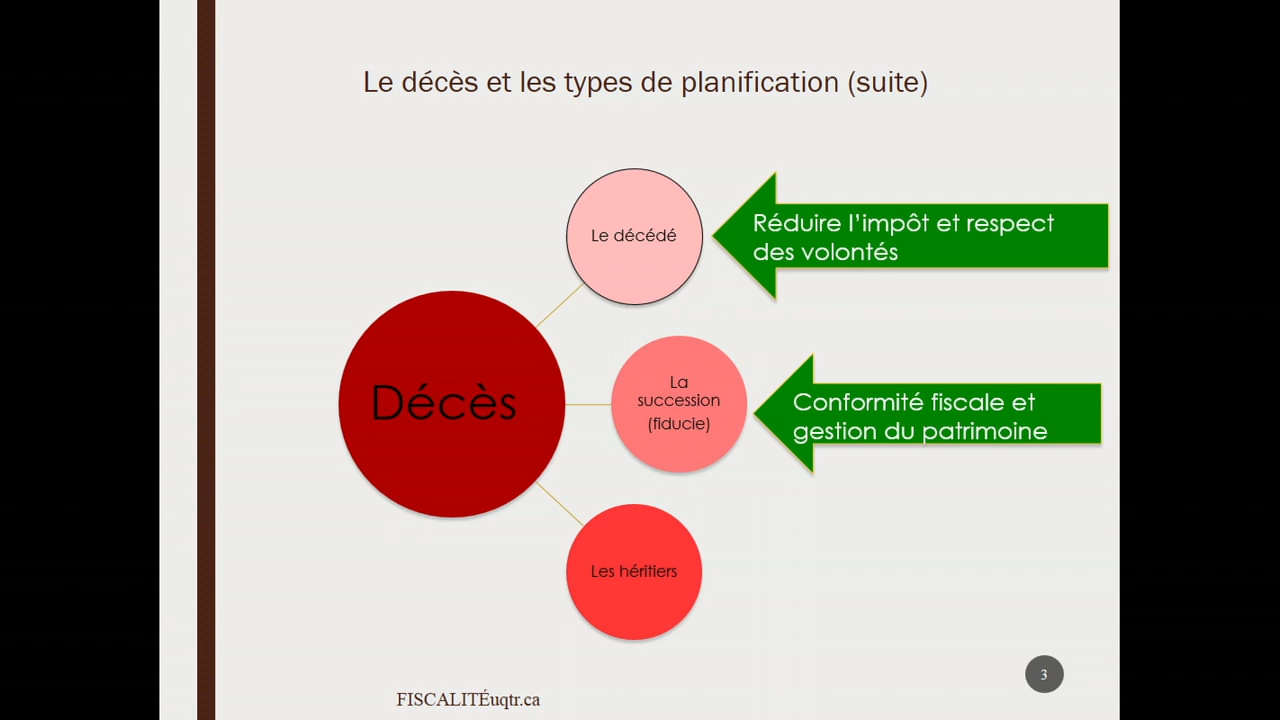 Le décès et les types de planification (suite)
Le décédé
Réduire l’impôt et respect
des volontés
Décès
La
succession
(fiducie)
Conformité fiscale et
gestion du patrimoine
Les héritiers
3
FISCALITÉuqtr.ca